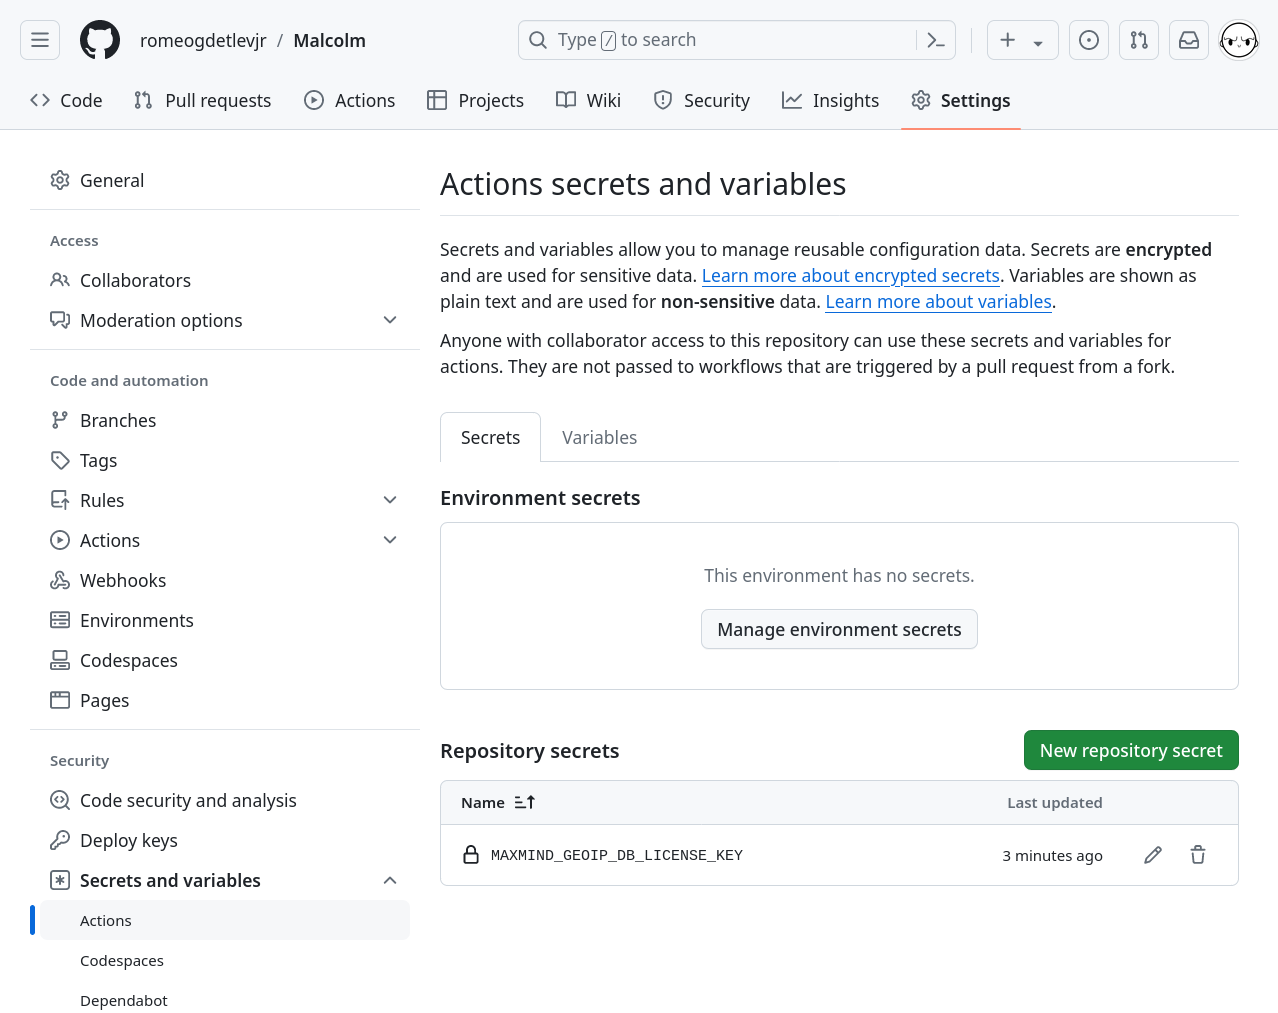 romeogdetlevjr / Malcolm
Type / to search
Code
Pull requests
Actions
Projects
Wiki
Security
Insights
Settings
General
Access
Collaborators
Moderation options
Code and automation
Branches
Tags
Rules
Actions
Webhooks
Environments
Codespaces
Pages
Security
Code security and analysis
Deploy keys
Secrets and variables
Actions
Codespaces
Dependabot
Actions secrets and variables
Secrets and variables allow you to manage reusable configuration data. Secrets are encrypted
and are used for sensitive data. Learn more about encrypted secrets. Variables are shown as
plain text and are used for non-sensitive data. Learn more about variables.
Anyone with collaborator access to this repository can use these secrets and variables for
actions. They are not passed to workflows that are triggered by a pull request from a fork.
Secrets
Variables
Environment secrets
This environment has no secrets.
Manage environment secrets
Repository secrets
New repository secret
Name
Last updated
MAXMIND_GEOIP_DB_LICENSE_KEY
3 minutes ago